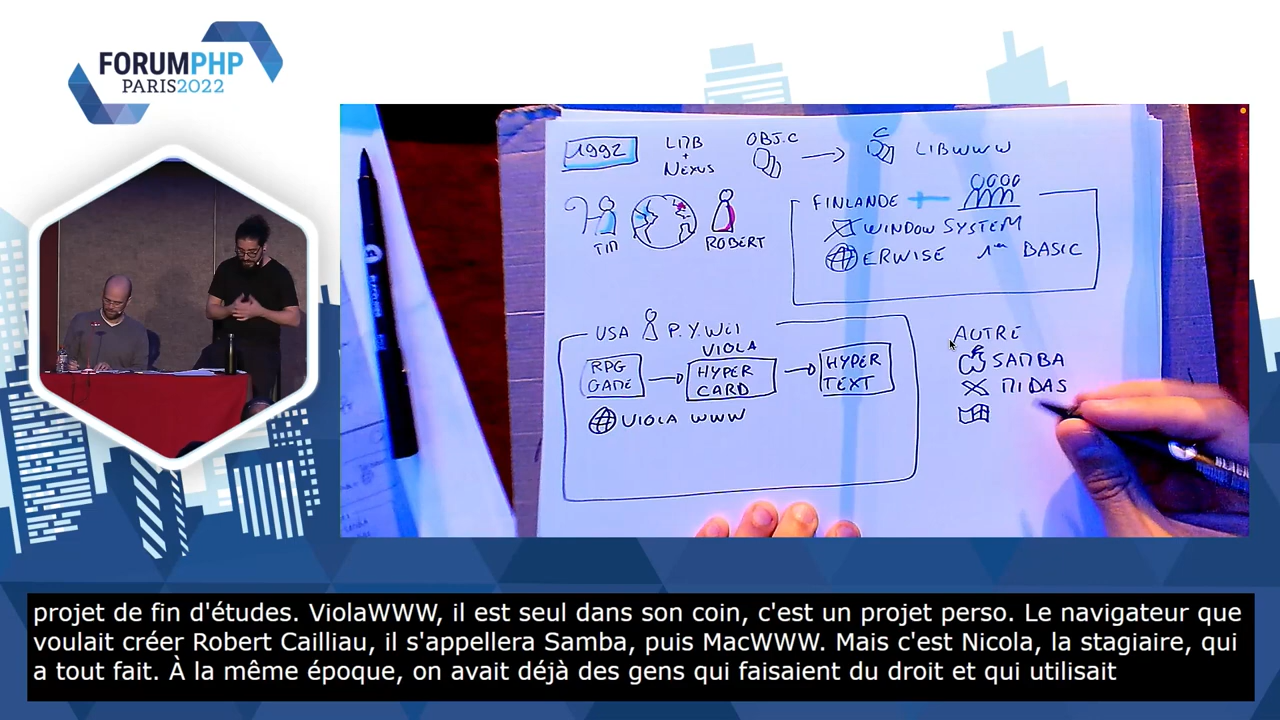 FORUMPHP
PARIS2022
1992
LIB
+
NEXUS
OBJ.C
LIBWWW
TIM
ROBERT
FINLANDE
X WINDOW SYSTEM
ERWISE 1er BASIC
USA P.Y.Wei
VIOLA
RPG
GAME
HYPER
CARD
HYPER
TEXT
VIOLA WWW
AUTRE
SAMBA
X MIDAS
projet de fin d'études. ViolaWWW, il est seul dans son coin, c'est un projet perso. Le navigateur que
voulait créer Robert Cailliau, il s'appellera Samba, puis MacWWW. Mais c'est Nicola, la stagiaire, qui
a tout fait. À la même époque, on avait déjà des gens qui faisaient du droit et qui utilisait